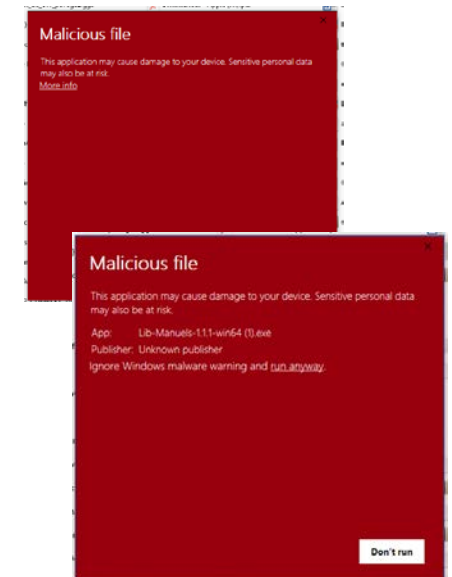 Malicious file
This application may cause damage to your device. Sensitive personal data
may also be at risk.
More info
Malicious file
This application may cause damage to your device. Sensitive personal data
may also be at risk.
App: Lib-Manuels-1.1.1-win64 (1).exe
Publisher: Unknown publisher
Ignore Windows malware warning and run anyway.
Don't run